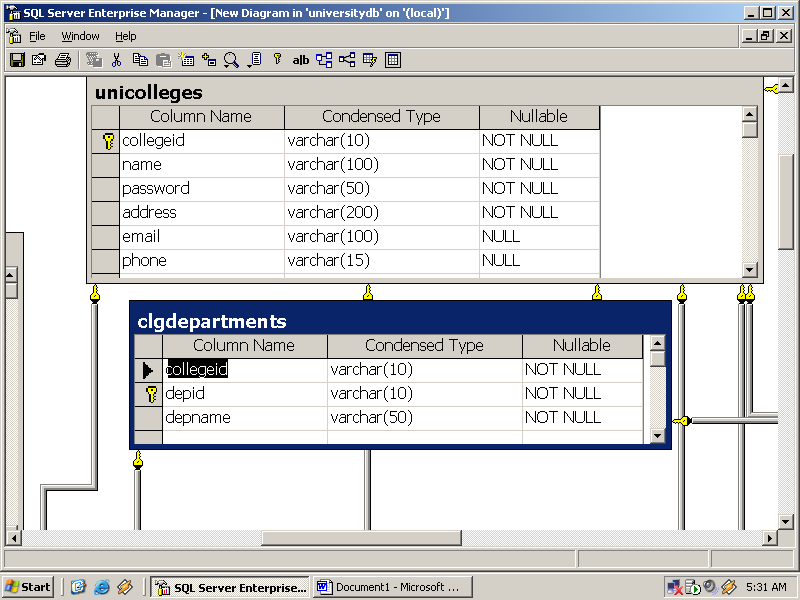 SQL Server Enterprise Manager - [New Diagram in 'universitydb' on '(local)']
File Window Help
alb
unicolleges
Column Name Condensed Type Nullable
collegeid varchar(10) NOT NULL
name varchar(100) NOT NULL
password varchar(50) NOT NULL
address varchar(200) NOT NULL
email varchar(100) NULL
phone varchar(15) NULL
clgdepartments
Column Name Condensed Type Nullable
collegeid varchar(10) NOT NULL
depid varchar(10) NOT NULL
depname varchar(50) NOT NULL
Start SQL Server Enterprise... Document1 - Microsoft ... 5:31 AM